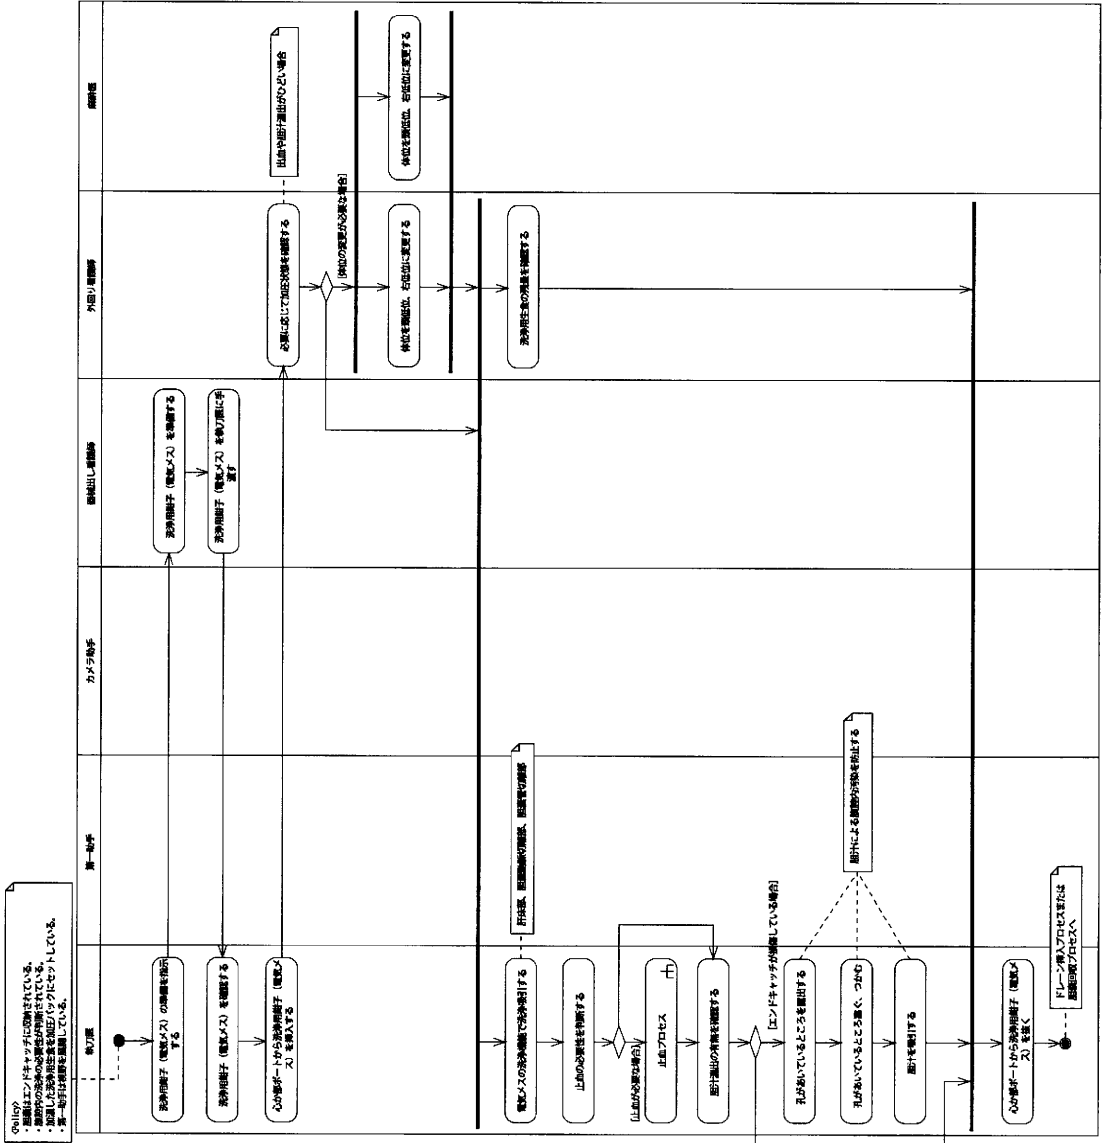 <Policy>
・胆嚢はエンドキャッチに収納されている。
・腹腔内の洗浄の必要性が判断されている。
・加温した洗浄用生食を加圧バックにセットしている。
・第一助手は視野を展開している。
執刀医
第一助手
カメラ助手
器械出し看護師
外回り看護師
麻酔医
洗浄用鉗子（電気メス）の準備を指示
する
洗浄用鉗子（電気メス）を準備する
洗浄用鉗子（電気メス）を執刀医に手
渡す
洗浄用鉗子（電気メス）を確認する
心か部ポートから洗浄用鉗子（電気メ
ス）を挿入する
必要に応じて加圧状態を確認する
出血や胆汁漏出がひどい場合
[体位の変更が必要な場合]
体位を頭低位、右低位に変更する
体位を頭低位、右低位に変更する
電気メスの洗浄機能で洗浄吸引する
肝床部、胆嚢動脈切離部、胆嚢管切離部
洗浄用生食の残量を確認する
止血の必要性を判断する
[止血が必要な場合]
止血プロセス
胆汁漏出の有無を確認する
[エンドキャッチが損傷している場合]
孔があいているところを露出する
孔があいているところ塞ぐ、つかむ
胆汁を吸引する
胆汁による腹腔内汚染を防止する
心か部ポートから洗浄用鉗子（電気メ
ス）を抜く
ドレーン挿入プロセスまたは
胆嚢回収プロセスへ